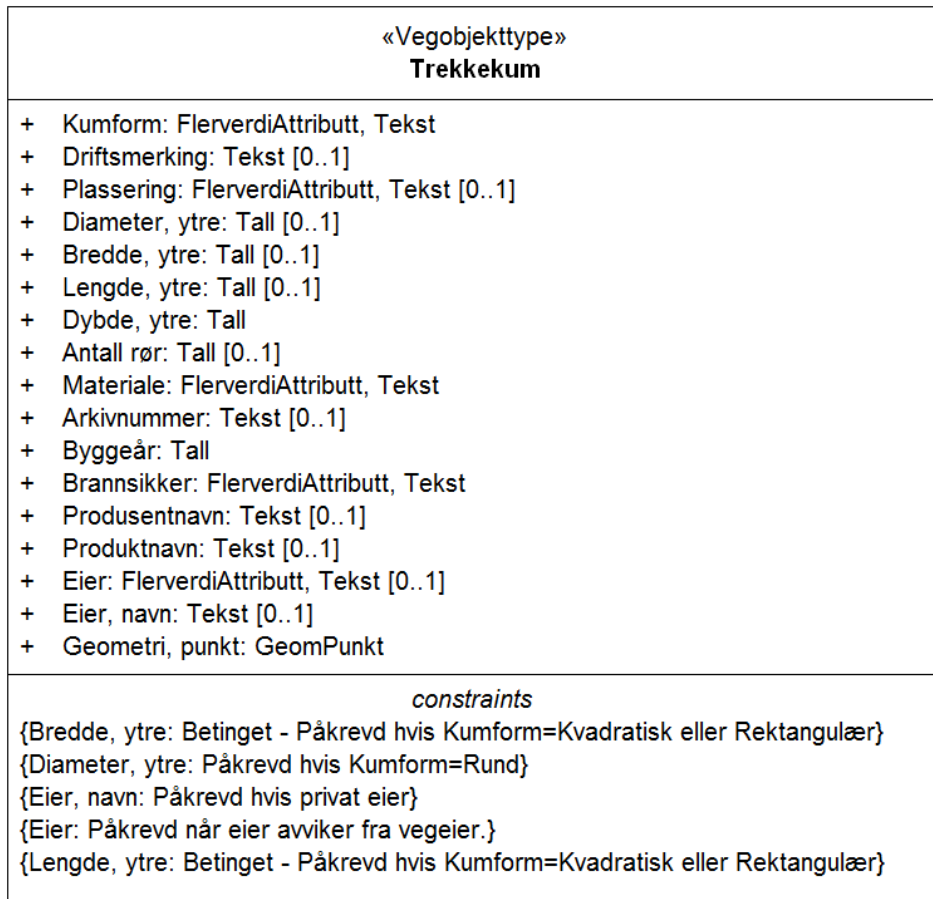 «Vegobjekttype»
Trekkekum
+ Kumform: FlerverdiAttributt, Tekst
+ Driftsmerking: Tekst [0..1]
+ Plassering: FlerverdiAttributt, Tekst [0..1]
+ Diameter, ytre: Tall [0..1]
+ Bredde, ytre: Tall [0..1]
+ Lengde, ytre: Tall [0..1]
+ Dybde, ytre: Tall
+ Antall rør: Tall [0..1]
+ Materiale: FlerverdiAttributt, Tekst
+ Arkivnummer: Tekst [0..1]
+ Byggeår: Tall
+ Brannsikker: FlerverdiAttributt, Tekst
+ Produsentnavn: Tekst [0..1]
+ Produktnavn: Tekst [0..1]
+ Eier: FlerverdiAttributt, Tekst [0..1]
+ Eier, navn: Tekst [0..1]
+ Geometri, punkt: GeomPunkt
constraints
{Bredde, ytre: Betinget - Påkrevd hvis Kumform=Kvadratisk eller Rektangulær}
{Diameter, ytre: Påkrevd hvis Kumform=Rund}
{Eier, navn: Påkrevd hvis privat eier}
{Eier: Påkrevd når eier avviker fra vegeier.}
{Lengde, ytre: Betinget - Påkrevd hvis Kumform=Kvadratisk eller Rektangulær}